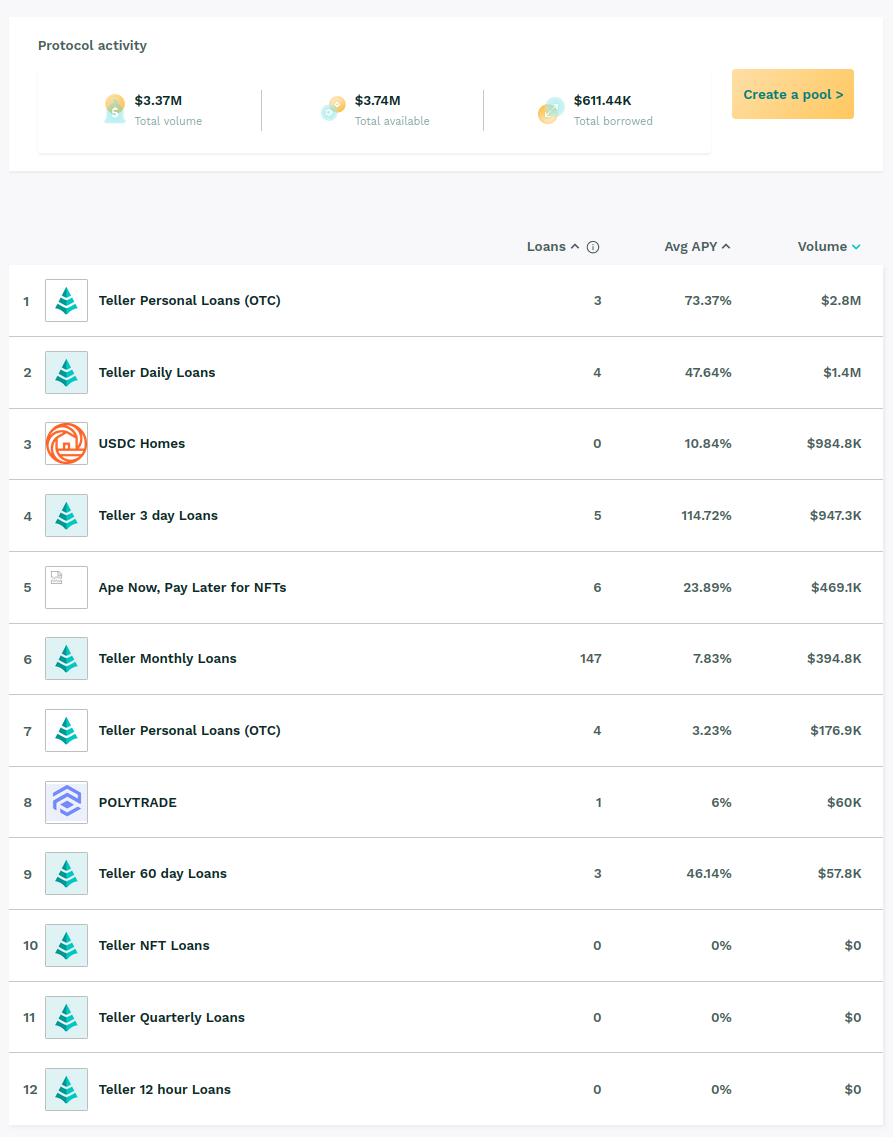 Protocol activity
$3.37M
Total volume
$3.74M
Total available
$611.44K
Total borrowed
Create a pool >
Loans Avg APY Volume
1 Teller Personal Loans (OTC) 3 73.37% $2.8M
2 Teller Daily Loans 4 47.64% $1.4M
3 USDC Homes 0 10.84% $984.8K
4 Teller 3 day Loans 5 114.72% $947.3K
5 Ape Now, Pay Later for NFTs 6 23.89% $469.1K
6 Teller Monthly Loans 147 7.83% $394.8K
7 Teller Personal Loans (OTC) 4 3.23% $176.9K
8 POLYTRADE 1 6% $60K
9 Teller 60 day Loans 3 46.14% $57.8K
10 Teller NFT Loans 0 0% $0
11 Teller Quarterly Loans 0 0% $0
12 Teller 12 hour Loans 0 0% $0